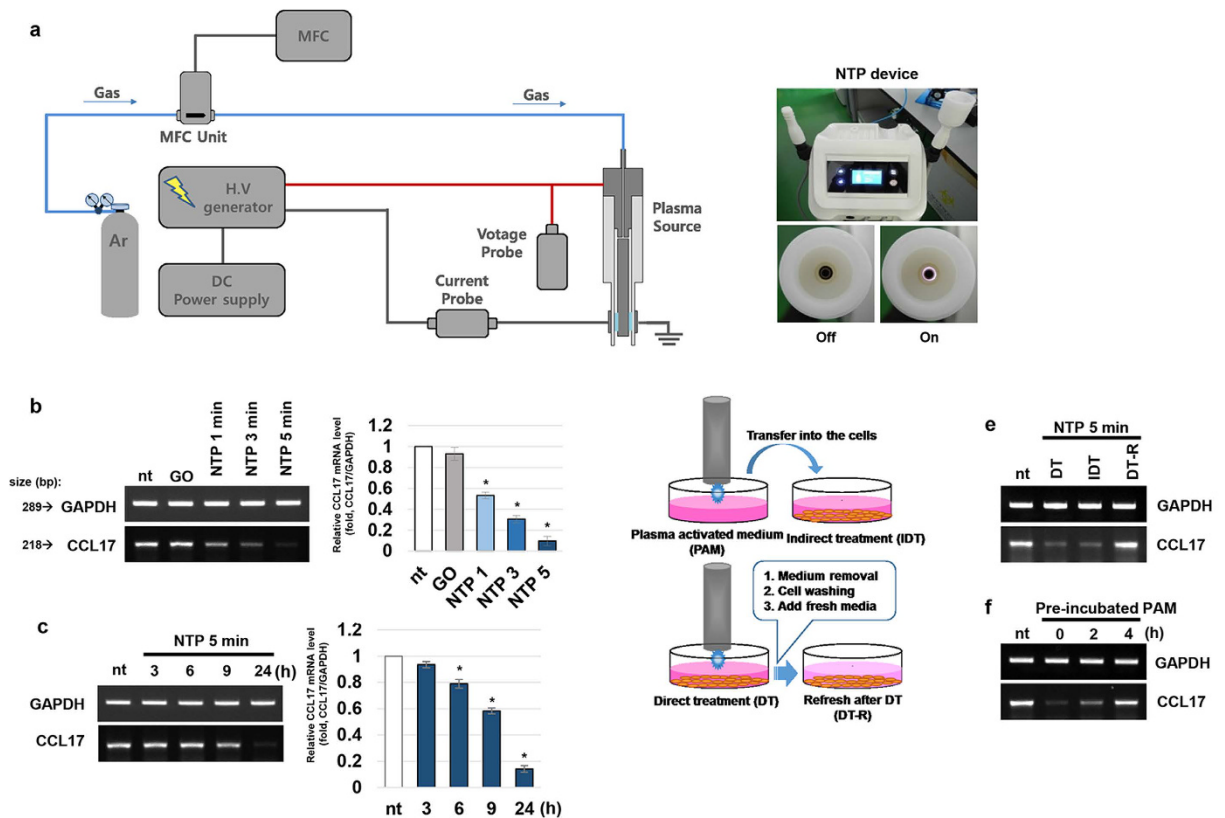 a
MFC
Gas
Gas
MFC Unit
H.V
generator
Ar
DC
Power supply
Votage
Probe
Current
Probe
Plasma
Source
NTP device
Off
On
b
nt
GO
NTP 1 min
NTP 3 min
NTP 5 min
size (bp):
289→ GAPDH
218→ CCL17
Relative CCL17 mRNA level
(fold, CCL17/GAPDH)
1.2
1
0.8
0.6
0.4
0.2
0
*
*
*
nt
GO
NTP 1
NTP 3
NTP 5
c
NTP 5 min
nt 3 6 9 24 (h)
GAPDH
CCL17
Relative CCL17 mRNA level
(fold, CCL17/GAPDH)
1.2
1
0.8
0.6
0.4
0.2
0
*
*
*
nt 3 6 9 24 (h)
Transfer into the cells
Plasma activated medium
(PAM)
Indirect treatment (IDT)
1. Medium removal
2. Cell washing
3. Add fresh media
Direct treatment (DT)
Refresh after DT
(DT-R)
e
NTP 5 min
nt
DT
IDT
DT-R
GAPDH
CCL17
f
Pre-incubated PAM
nt 0 2 4 (h)
GAPDH
CCL17